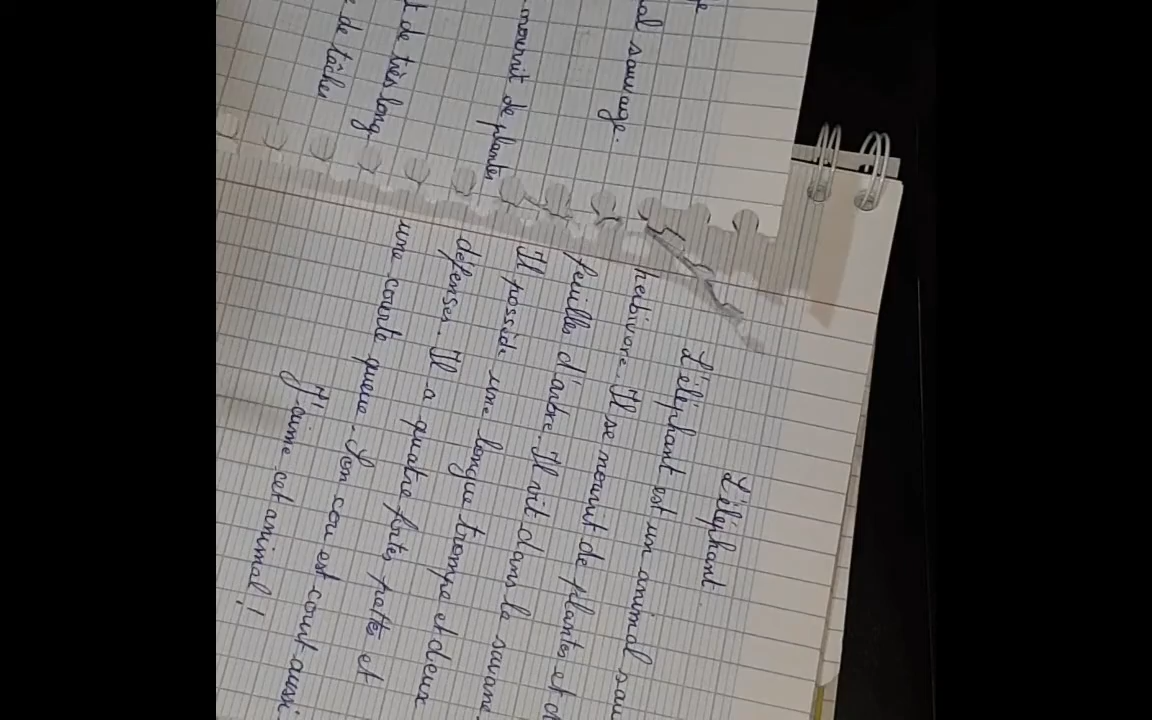 al sauvage.
nourrit de plantes
t de très long
de tâches
L'éléphant
L'éléphant est un animal sau
herbivore. Il se nourrit de plantes et d
feuilles d'arbre. Il vit dans la savane.
Il possède une longue trompe et deux
défenses. Il a quatre fortes pattes et
une courte queue. Son cou est court aussi.
J'aime cet animal !